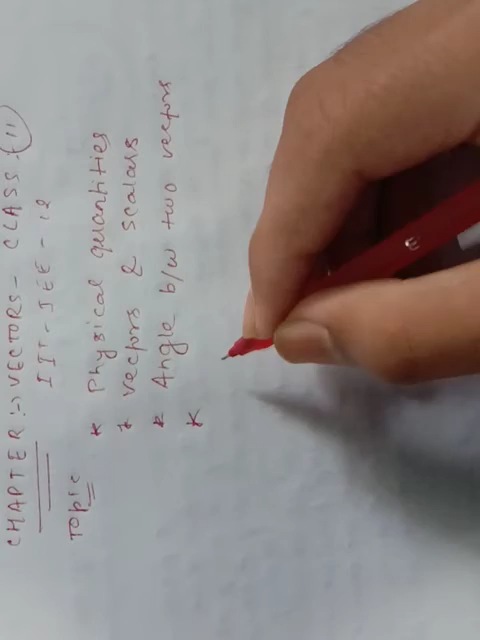 CHAPTER :-> VECTORS - CLASS - 11
IIT-JEE-12
Topic
* Physical quantities
* vectors & scalars
* Angle b/w two vectors
*